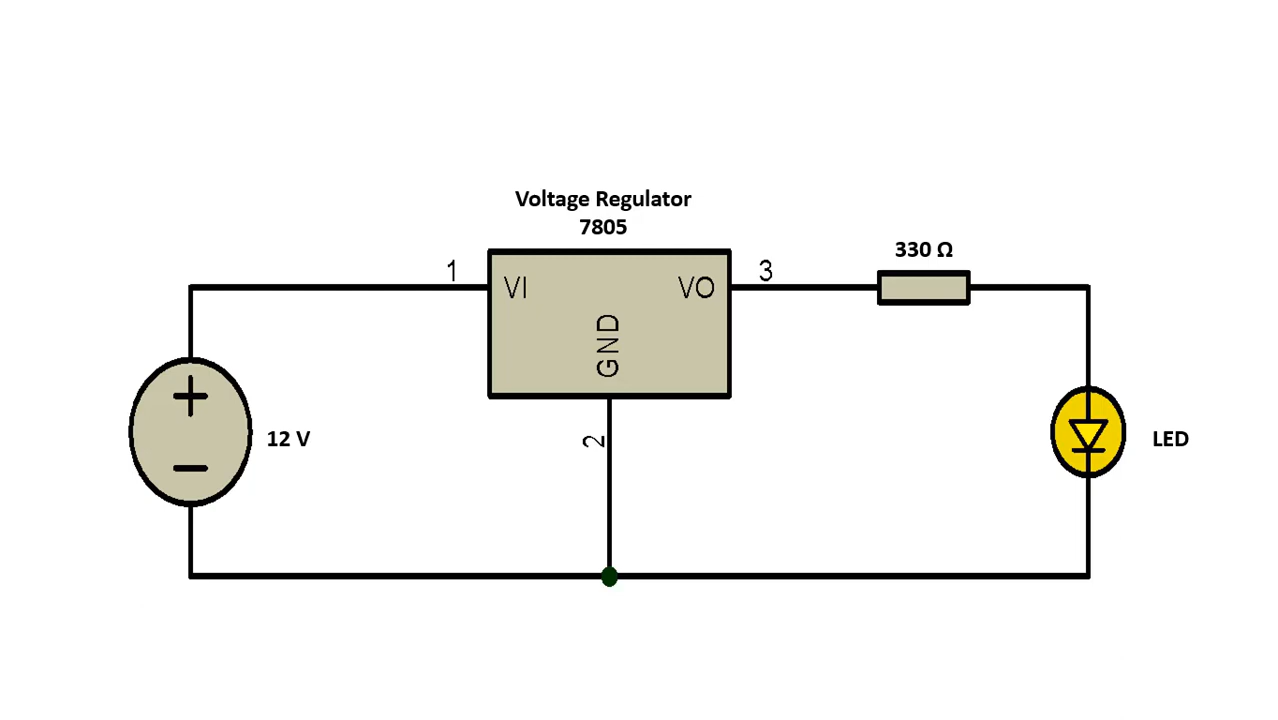 Voltage Regulator
7805
330 Ω
1
VI
VO
3
GND
2
+
−
12 V
LED